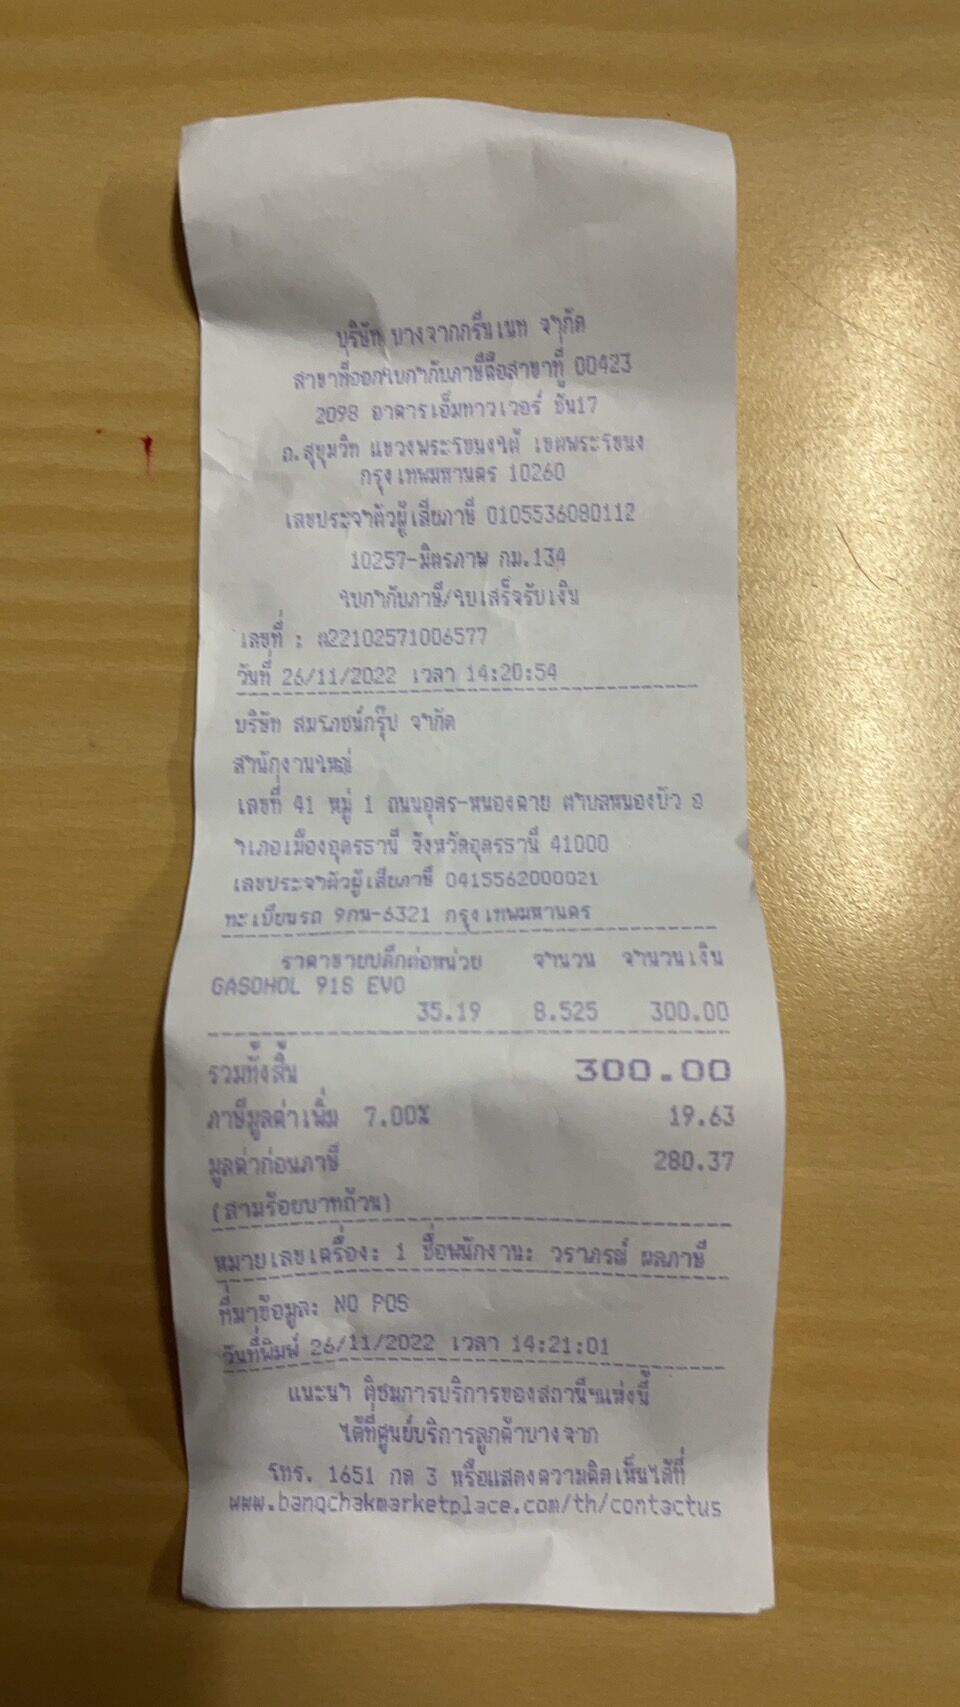 บริษัท บางจากกรีนเนท จำกัด
สาขาที่ออกใบกำกับภาษีคือสาขาที่ 00423
2098 อาคารเอ็มทาวเวอร์ ชั้น17
ถ.สุขุมวิท แขวงพระโขนงใต้ เขตพระโขนง
กรุงเทพมหานคร 10260
เลขประจำตัวผู้เสียภาษี 0105536080112
10257-มิตรภาพ กม.134
ใบกำกับภาษี/ใบเสร็จรับเงิน
เลขที่ : 22102571006577
วันที่ 26/11/2022 เวลา 14:20:54
บริษัท สมโภชน์กรุ๊ป จำกัด
สำนักงานใหญ่
เลขที่ 41 หมู่ 1 ถนนอุดร-หนองคาย ตำบลหนองบัว อ
ำเภอเมืองอุดรธานี จังหวัดอุดรธานี 41000
เลขประจำตัวผู้เสียภาษี 0415562000021
ทะเบียนรถ 9กน-6321 กรุงเทพมหานคร
ราคาขายปลีกต่อหน่วย จำนวน จำนวนเงิน
GASOHOL 91S EVO
35.19 8.525 300.00
รวมทั้งสิ้น 300.00
ภาษีมูลค่าเพิ่ม 7.00% 19.63
มูลค่าก่อนภาษี 280.37
(สามร้อยบาทถ้วน)
หมายเลขเครื่อง: 1 ชื่อพนักงาน: วราภรณ์ ผลภาษี
ที่มาข้อมูล: NO POS
วันที่พิมพ์ 26/11/2022 เวลา 14:21:01
แนะนำ ติชมการบริการของสถานีฯแห่งนี้
ได้ที่ศูนย์บริการลูกค้าบางจาก
โทร. 1651 กด 3 หรือแสดงความคิดเห็นได้ที่
www.bangchakmarketplace.com/th/contactus